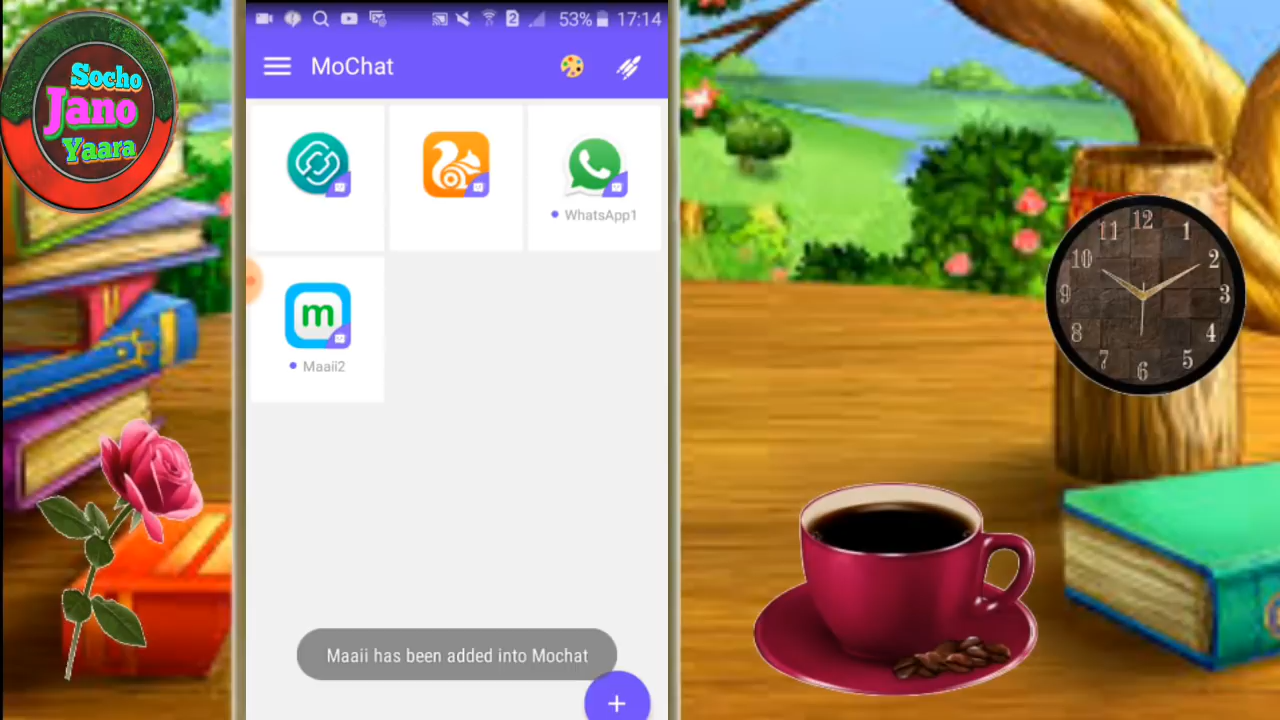 Socho
Jano
Yaara
2 53% 17:14
MoChat
WhatsApp1
m
Maaii2
Maaii has been added into Mochat
+
12
11 1
10 2
9 3
8 4
7 5
6